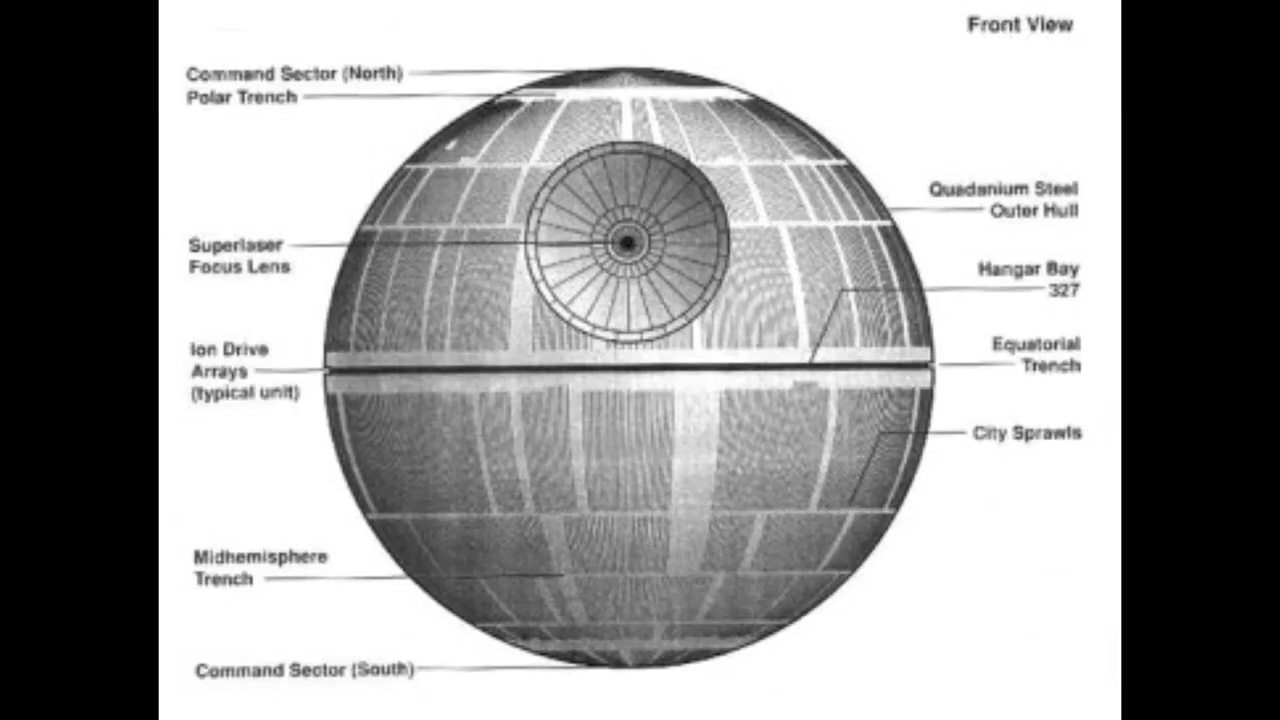 Front View
Command Sector (North)
Polar Trench
Quadanium Steel
Outer Hull
Superlaser
Focus Lens
Hangar Bay
327
Ion Drive
Arrays
(typical unit)
Equatorial
Trench
City Sprawls
Midhemisphere
Trench
Command Sector (South)